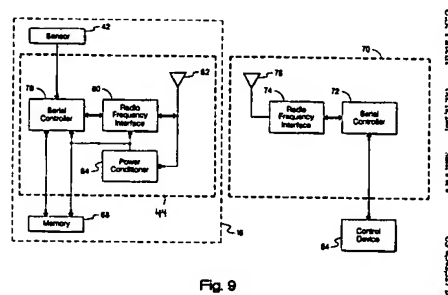 42
Sensor
78
Serial
Controller
80
Radio
Frequency
Interface
82
84
Power
Conditioner
44
68
Memory
16
70
76
74
Radio
Frequency
Interface
72
Serial
Controller
64
Control
Device
Fig. 9